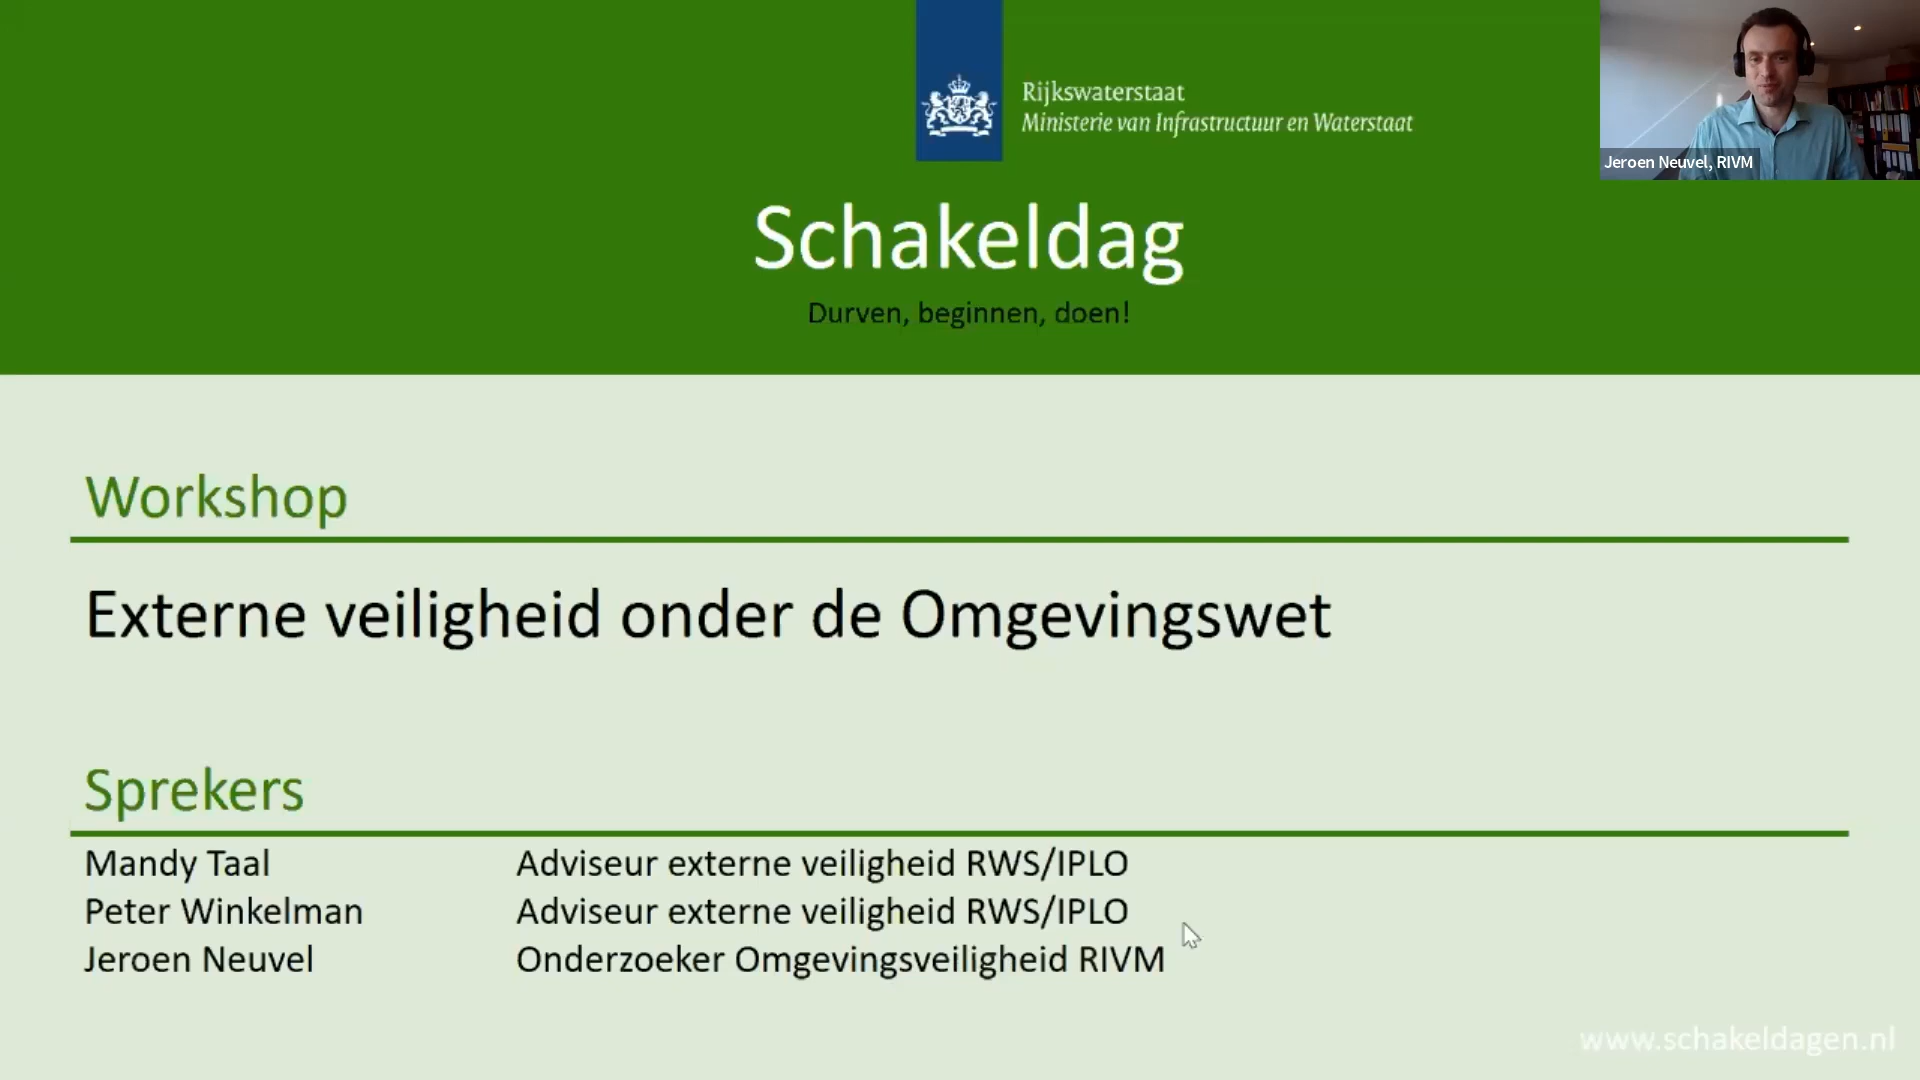 Rijkswaterstaat
Ministerie van Infrastructuur en Waterstaat
Jeroen Neuvel, RIVM
Schakeldag
Durven, beginnen, doen!
Workshop
Externe veiligheid onder de Omgevingswet
Sprekers
Mandy Taal Adviseur externe veiligheid RWS/IPLO
Peter Winkelman Adviseur externe veiligheid RWS/IPLO
Jeroen Neuvel Onderzoeker Omgevingsveiligheid RIVM
www.schakeldagen.nl